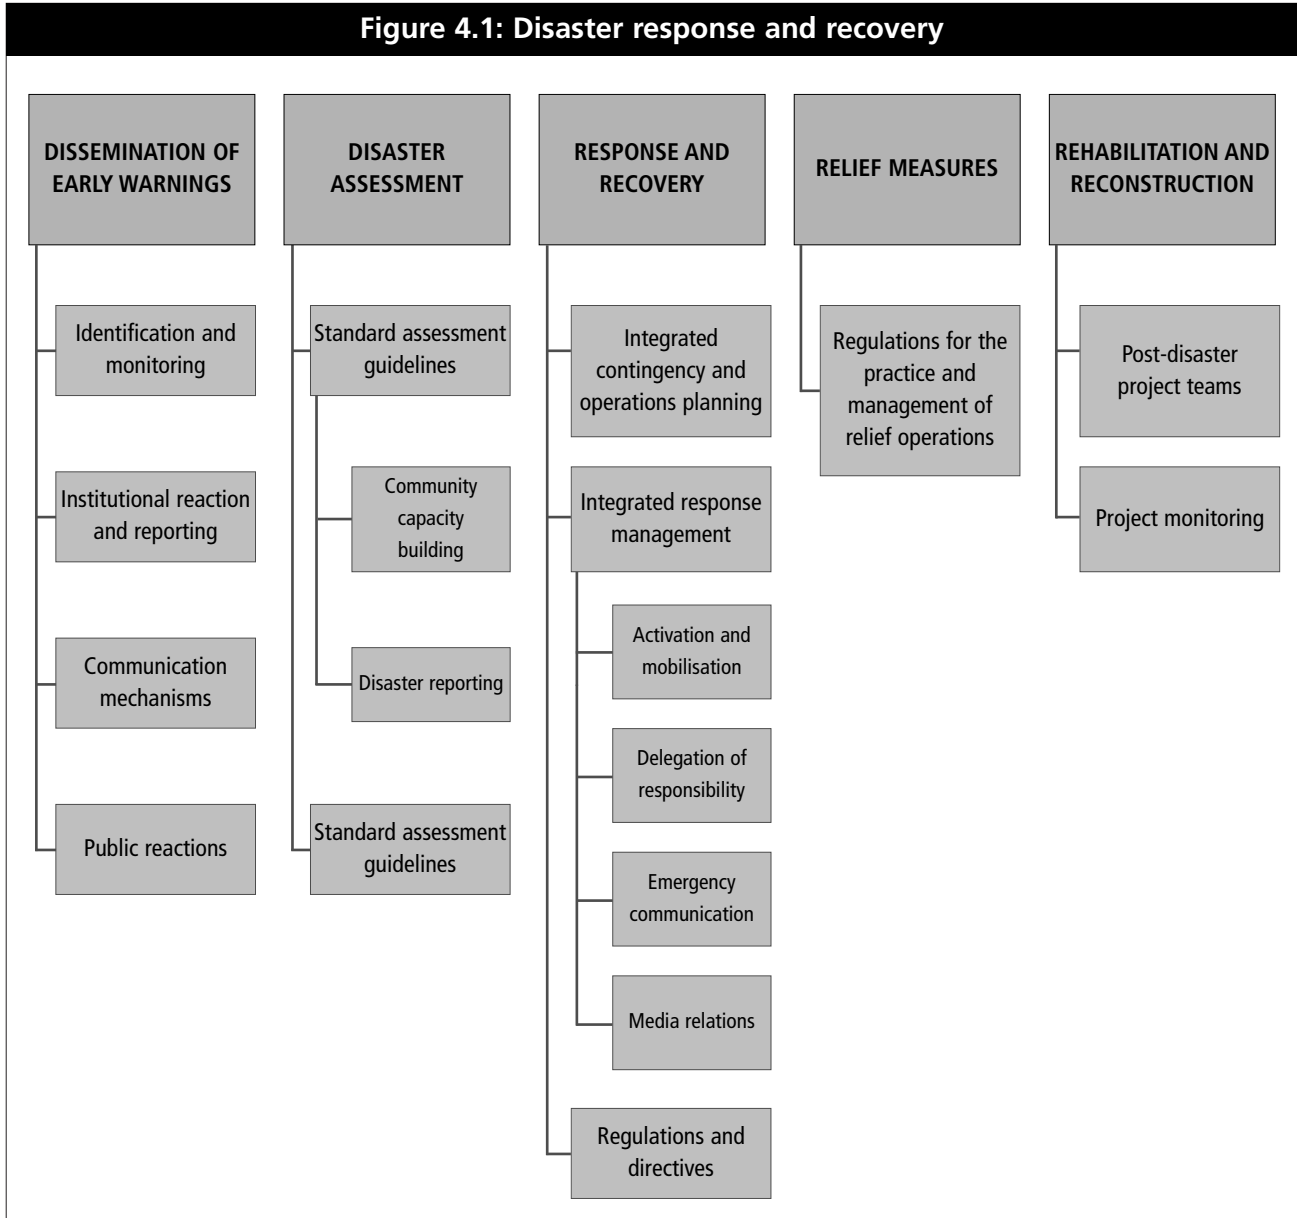 Figure 4.1: Disaster response and recovery
DISSEMINATION OF
EARLY WARNINGS
Identification and
monitoring
Institutional reaction
and reporting
Communication
mechanisms
Public reactions
DISASTER
ASSESSMENT
Standard assessment
guidelines
Community
capacity
building
Disaster reporting
Standard assessment
guidelines
RESPONSE AND
RECOVERY
Integrated
contingency and
operations planning
Integrated response
management
Activation and
mobilisation
Delegation of
responsibility
Emergency
communication
Media relations
Regulations and
directives
RELIEF MEASURES
Regulations for the
practice and
management of
relief operations
REHABILITATION AND
RECONSTRUCTION
Post-disaster
project teams
Project monitoring